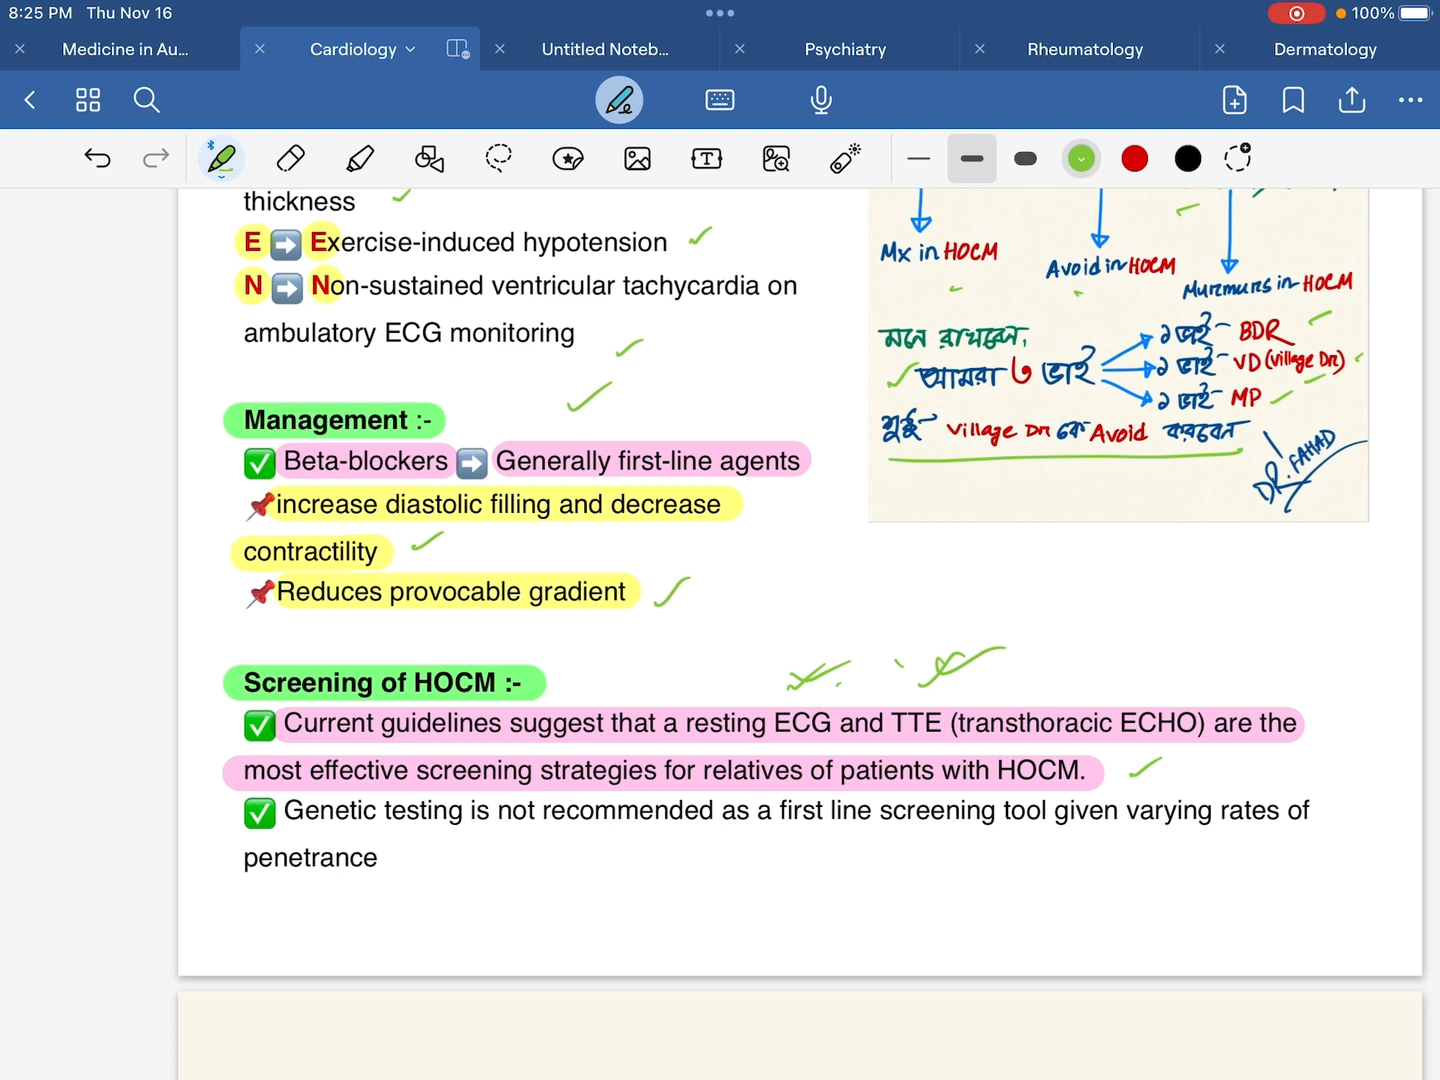 8:25 PM Thu Nov 16
100%
Medicine in Au...
Cardiology
Untitled Noteb...
Psychiatry
Rheumatology
Dermatology
thickness
E ➡️ Exercise-induced hypotension
N ➡️ Non-sustained ventricular tachycardia on
ambulatory ECG monitoring
Management :-
✅ Beta-blockers ➡️ Generally first-line agents
📌increase diastolic filling and decrease
contractility
📌Reduces provocable gradient
Mx in HOCM
Avoid in HOCM
Murmurs in HOCM
মনে রাখবেন,
আমরা ৩ ভাই
১ ভাই- BDR
১ ভাই- VD (Village Dr)
১ ভাই- MP
Village Dr কে Avoid করবেন
Dr. FAHAD
Screening of HOCM :-
✅ Current guidelines suggest that a resting ECG and TTE (transthoracic ECHO) are the
most effective screening strategies for relatives of patients with HOCM.
✅ Genetic testing is not recommended as a first line screening tool given varying rates of
penetrance